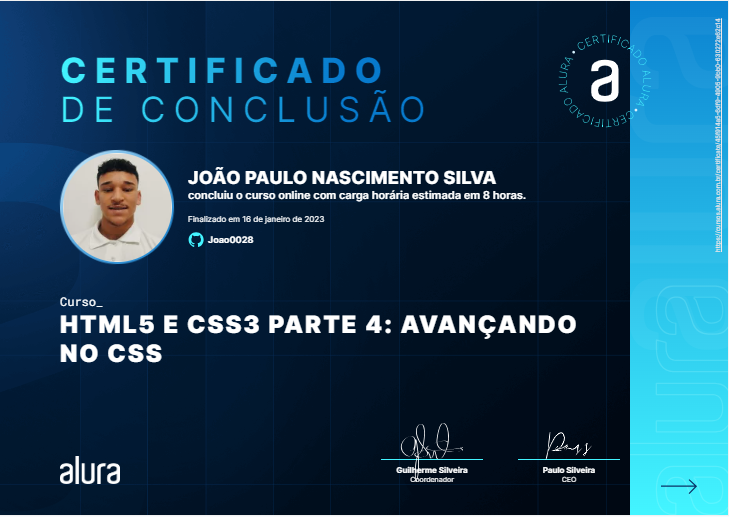 CERTIFICADO
DE CONCLUSÃO
• CERTIFICADO ALURA • CERTIFICADO ALURA
a
JOÃO PAULO NASCIMENTO SILVA
concluiu o curso online com carga horária estimada em 8 horas.
Finalizado em 16 de janeiro de 2023
Joao0028
Curso_
HTML5 E CSS3 PARTE 4: AVANÇANDO
NO CSS
alura
Guilherme Silveira
Coordenador
Paulo Silveira
CEO
alura